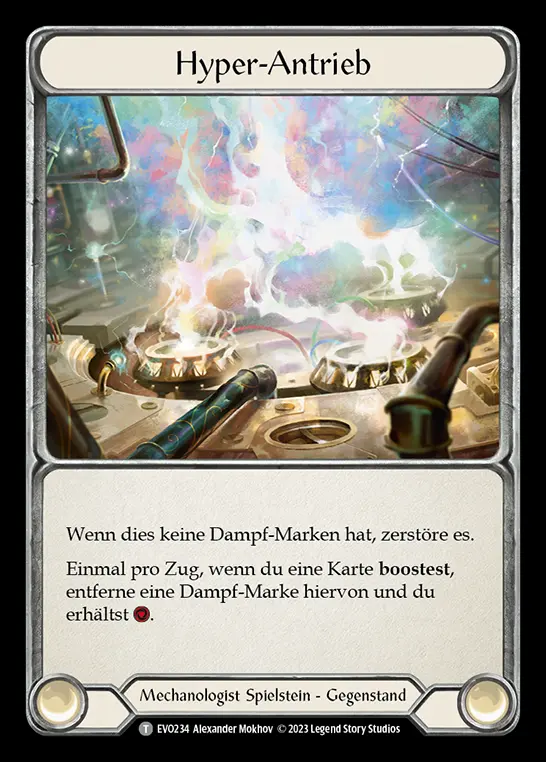 Hyper-Antrieb
Wenn dies keine Dampf-Marken hat, zerstöre es.
Einmal pro Zug, wenn du eine Karte boostest,
entferne eine Dampf-Marke hiervon und du
erhältst .
Mechanologist Spielstein - Gegenstand
T EVO234 Alexander Mokhov © 2023 Legend Story Studios